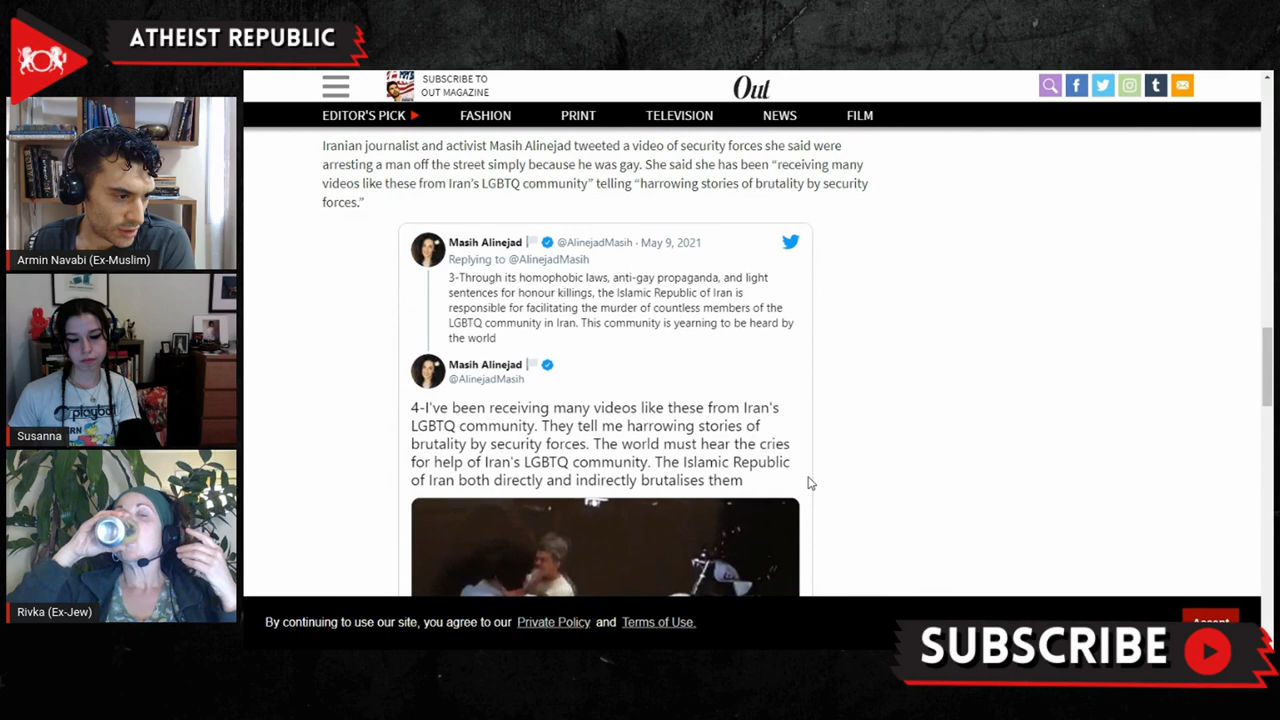 ATHEIST REPUBLIC
SUBSCRIBE TO
OUT MAGAZINE
Out
EDITOR'S PICK
FASHION
PRINT
TELEVISION
NEWS
FILM
Iranian journalist and activist Masih Alinejad tweeted a video of security forces she said were
arresting a man off the street simply because he was gay. She said she has been “receiving many
videos like these from Iran’s LGBTQ community” telling “harrowing stories of brutality by security
forces.”
Masih Alinejad @AlinejadMasih · May 9, 2021
Replying to @AlinejadMasih
3-Through its homophobic laws, anti-gay propaganda, and light
sentences for honour killings, the Islamic Republic of Iran is
responsible for facilitating the murder of countless members of the
LGBTQ community in Iran. This community is yearning to be heard by
the world
Masih Alinejad
@AlinejadMasih
4-I've been receiving many videos like these from Iran's
LGBTQ community. They tell me harrowing stories of
brutality by security forces. The world must hear the cries
for help of Iran's LGBTQ community. The Islamic Republic
of Iran both directly and indirectly brutalises them
Armin Navabi (Ex-Muslim)
playball
Susanna
Rivka (Ex-Jew)
By continuing to use our site, you agree to our Private Policy and Terms of Use.
Accept
SUBSCRIBE